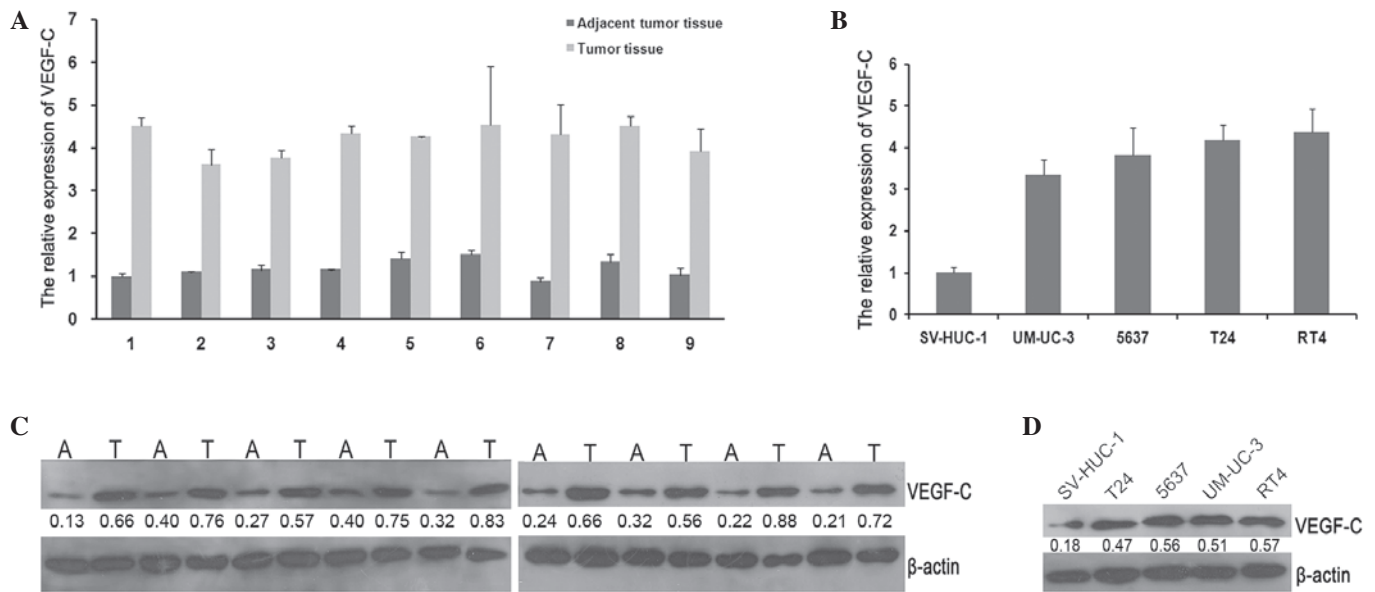 A
The relative expression of VEGF-C
7
6
5
4
3
2
1
0
Adjacent tumor tissue
Tumor tissue
1 2 3 4 5 6 7 8 9
B
The relative expression of VEGF-C
6
5
4
3
2
1
0
SV-HUC-1 UM-UC-3 5637 T24 RT4
C
A T A T A T A T A T A T A T A T A T
VEGF-C
0.13 0.66 0.40 0.76 0.27 0.57 0.40 0.75 0.32 0.83 0.24 0.66 0.32 0.56 0.22 0.88 0.21 0.72
β-actin
D
SV-HUC-1 T24 5637 UM-UC-3 RT4
VEGF-C
0.18 0.47 0.56 0.51 0.57
β-actin